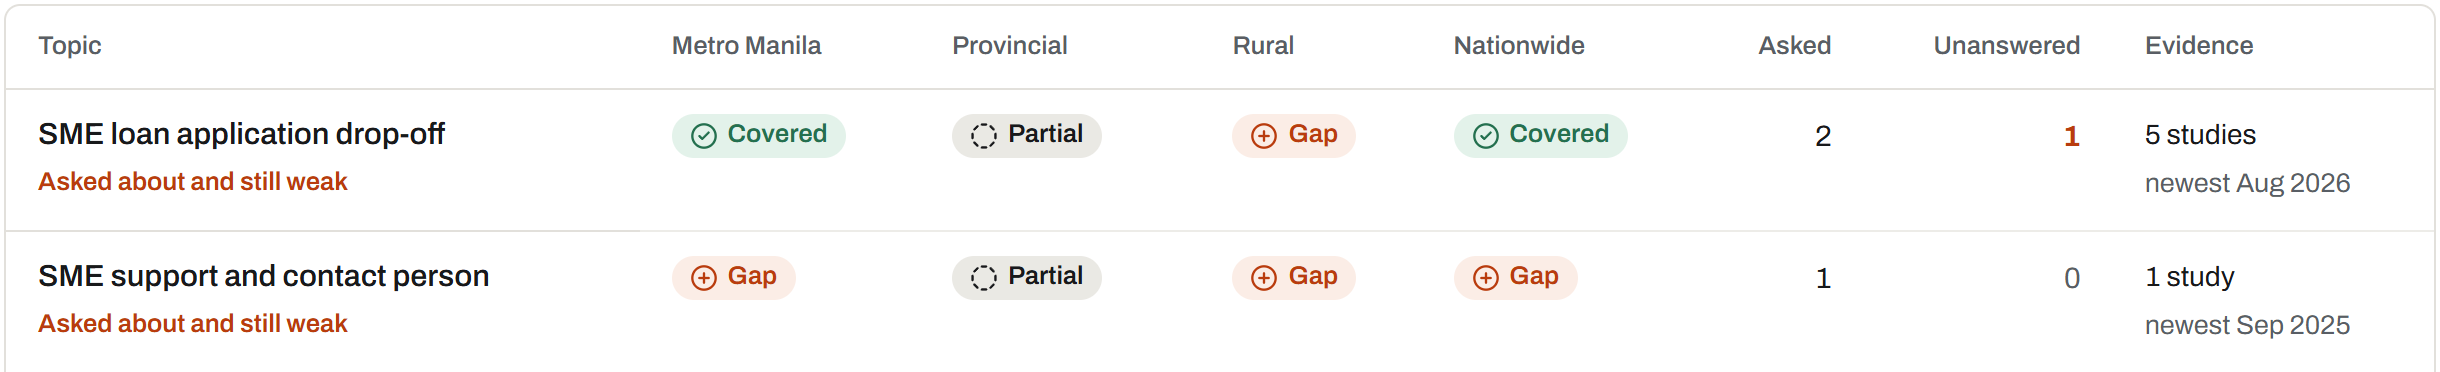 Topic Metro Manila Provincial Rural Nationwide Asked Unanswered Evidence
SME loan application drop-off Covered Partial Gap Covered 2 1 5 studies
Asked about and still weak newest Aug 2026
SME support and contact person Gap Partial Gap Gap 1 0 1 study
Asked about and still weak newest Sep 2025